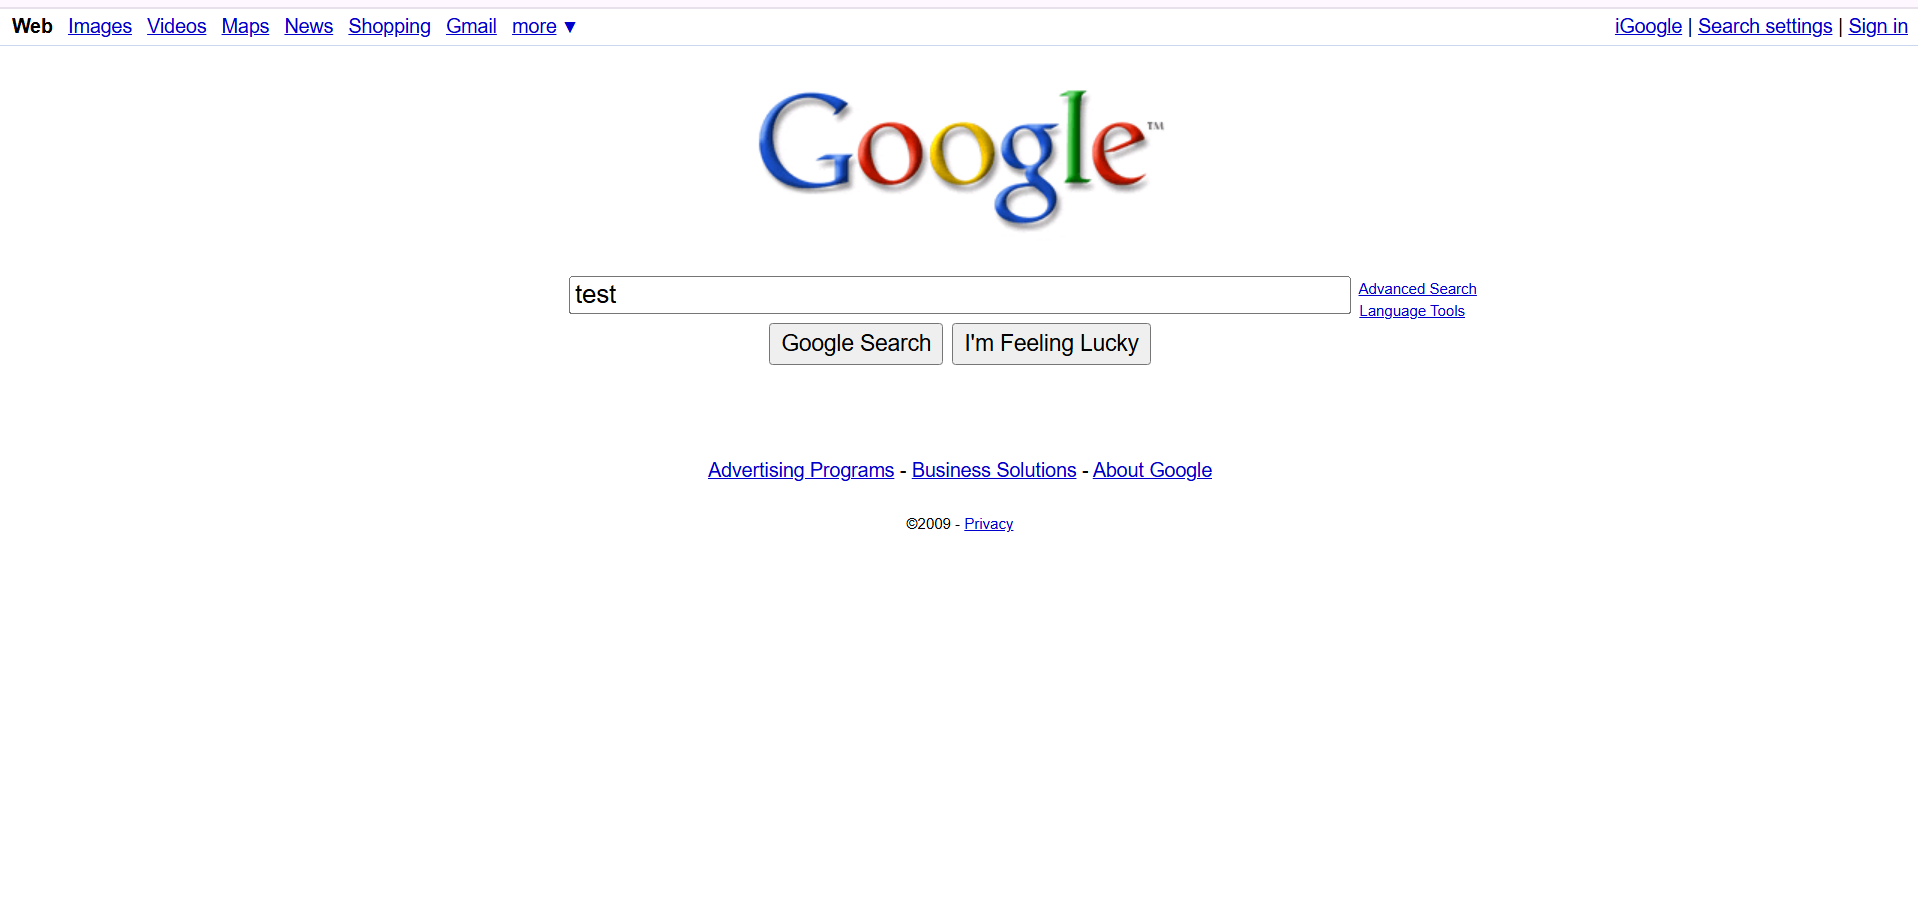 Web Images Videos Maps News Shopping Gmail more ▼ iGoogle | Search settings | Sign in
Google™
test
Advanced Search
Language Tools
Google Search I'm Feeling Lucky
Advertising Programs - Business Solutions - About Google
©2009 - Privacy